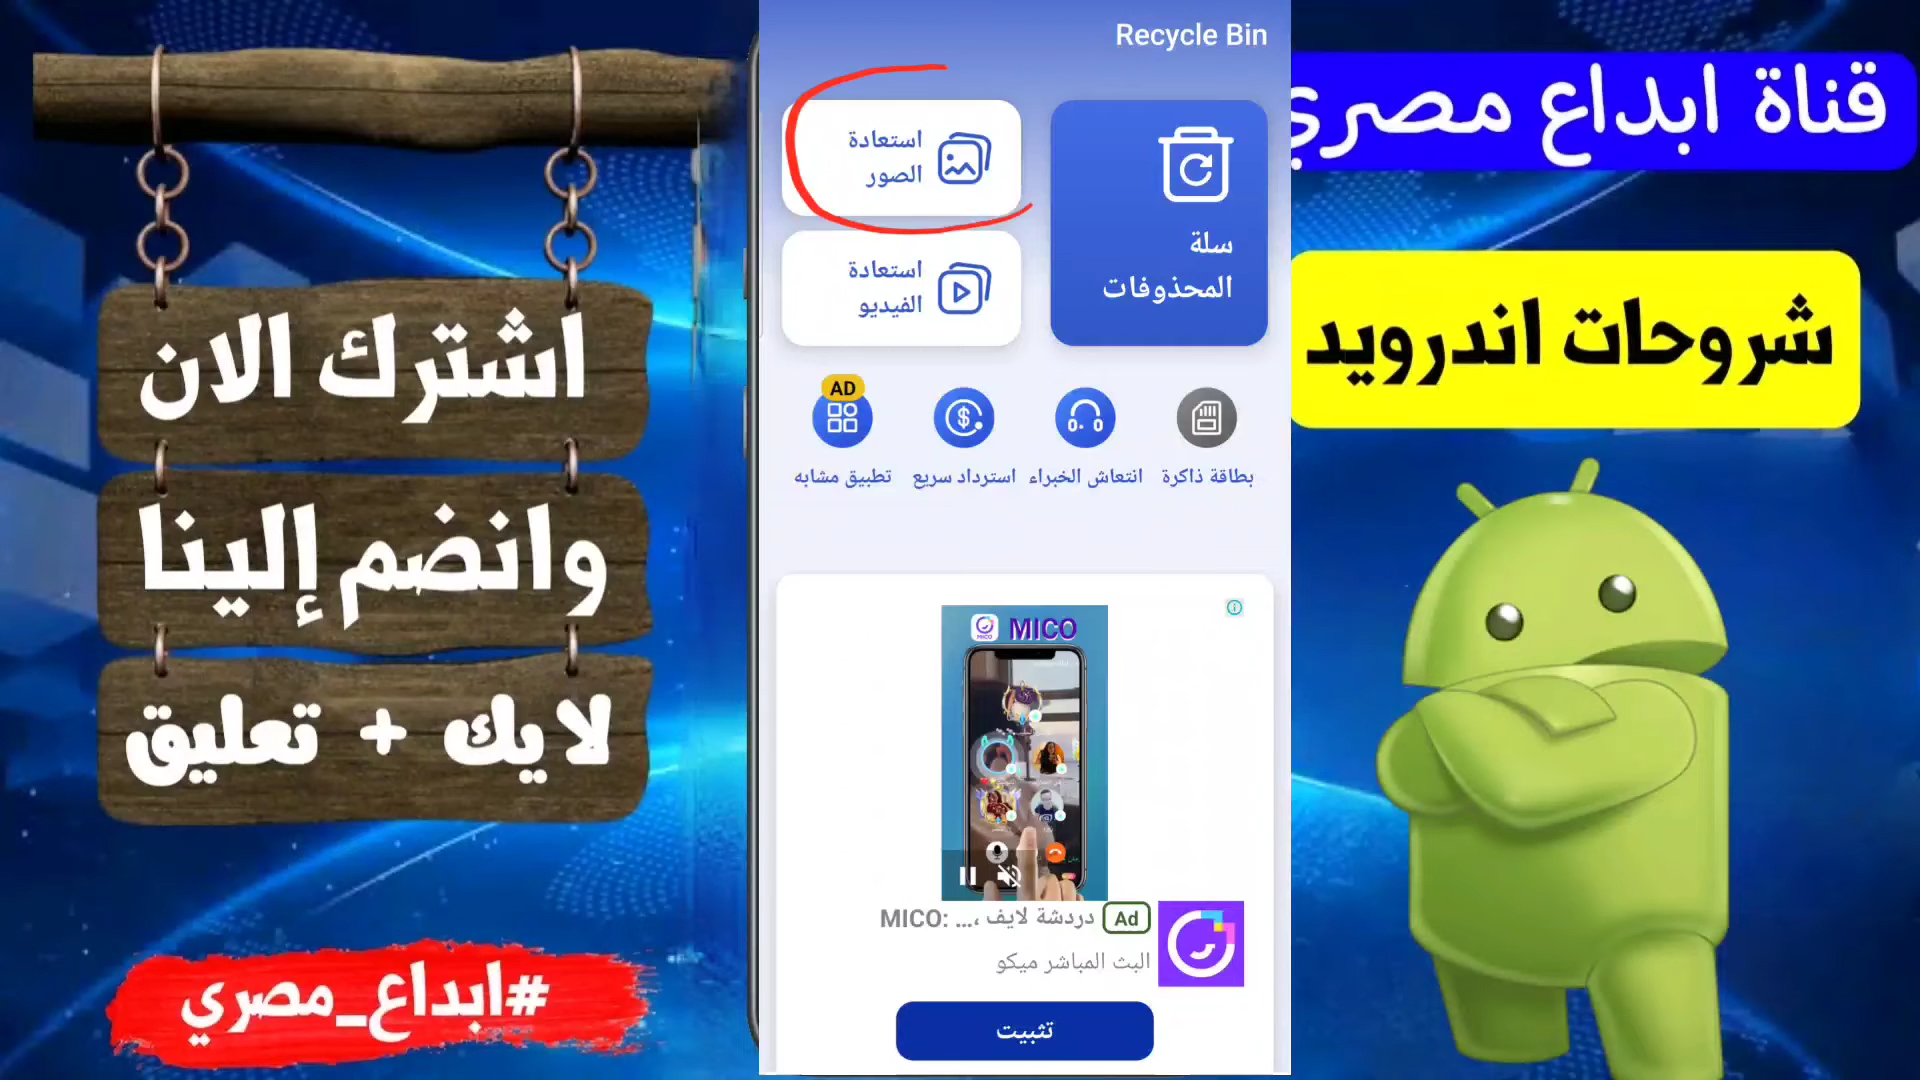 Recycle Bin
قناة ابداع مصري
شروحات اندرويد
سلة
المحذوفات
استعادة
الصور
استعادة
الفيديو
بطاقة ذاكرة
انتعاش الخبراء
استرداد سريع
AD
تطبيق مشابه
MICO
Ad دردشة لايف ،... :MICO
البث المباشر ميكو
تثبيت
اشترك الان
وانضم إلينا
لايك + تعليق
#ابداع_مصري